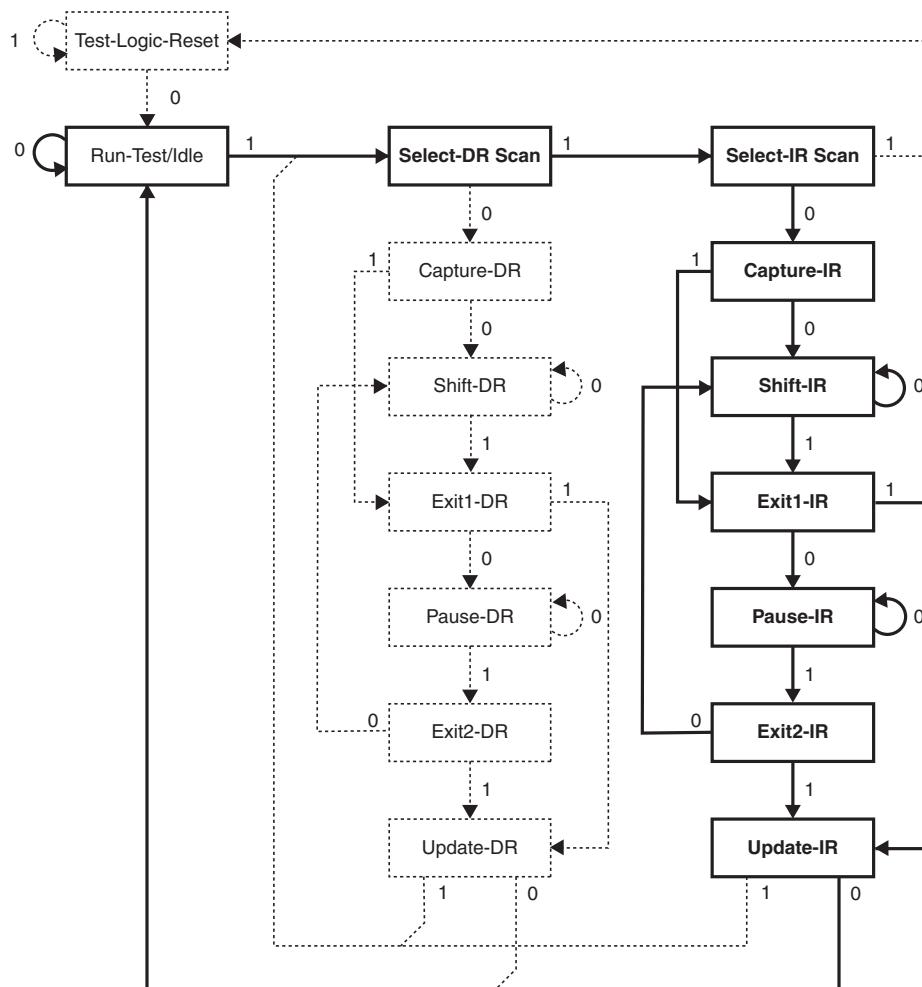 Test-Logic-Reset
1
0
Run-Test/Idle
0
1
Select-DR Scan
1
Select-IR Scan
1
0
0
1
Capture-DR
1
Capture-IR
0
0
Shift-DR
0
Shift-IR
0
1
1
Exit1-DR
1
Exit1-IR
1
0
0
Pause-DR
0
Pause-IR
0
1
1
0
Exit2-DR
0
Exit2-IR
1
1
Update-DR
Update-IR
1
0
1
0